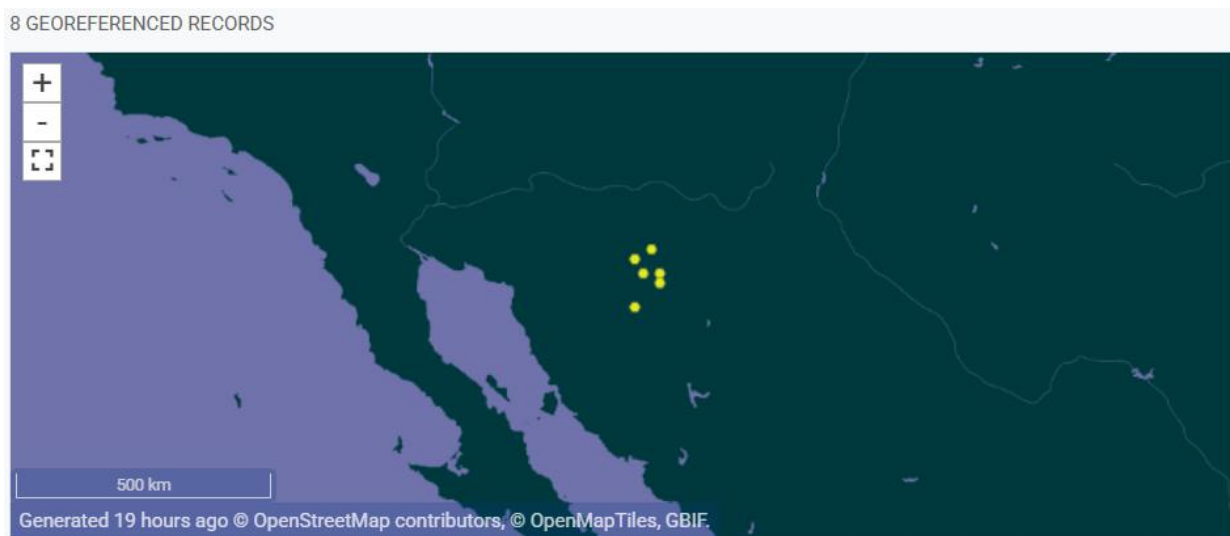 8 GEOREFERENCED RECORDS
+
-
500 km
Generated 19 hours ago © OpenStreetMap contributors, © OpenMapTiles, GBIF.